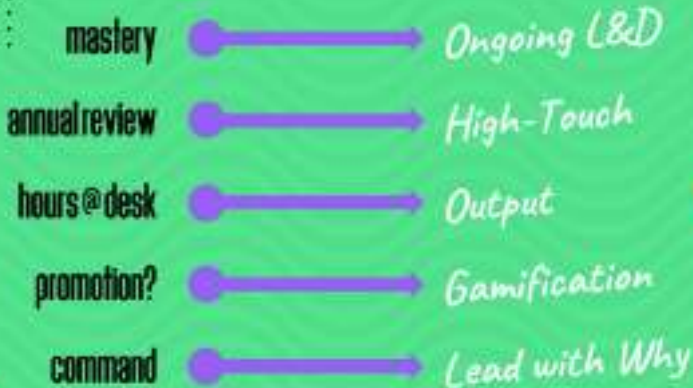 mastery Ongoing L&D
annual review High-Touch
hours@desk Output
promotion? Gamification
command Lead with Why